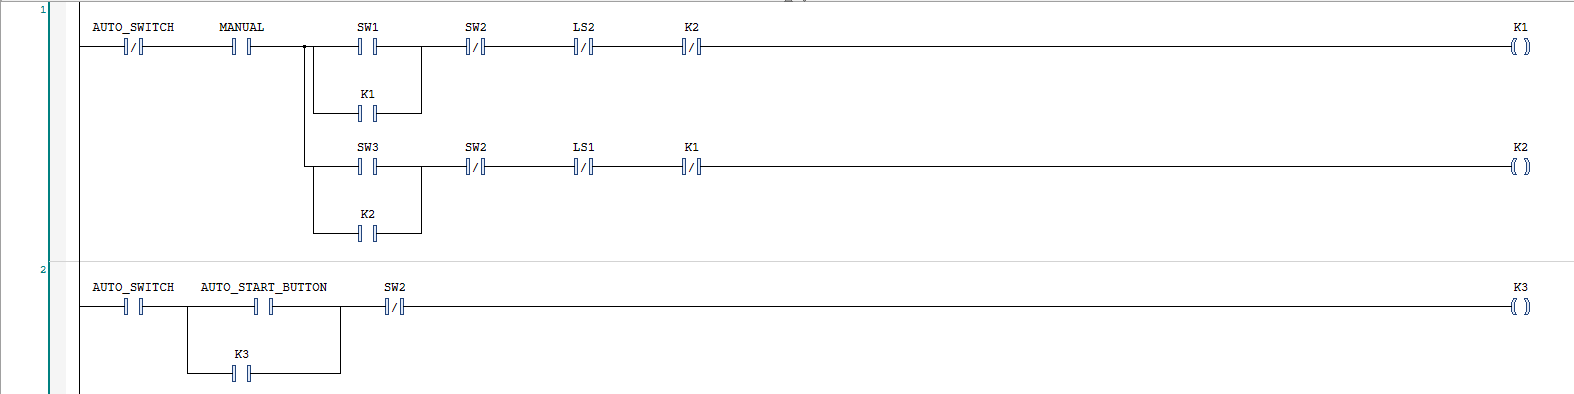 1
AUTO_SWITCH MANUAL SW1 SW2 LS2 K2 K1
K1
SW3 SW2 LS1 K1 K2
K2
2
AUTO_SWITCH AUTO_START_BUTTON SW2 K3
K3